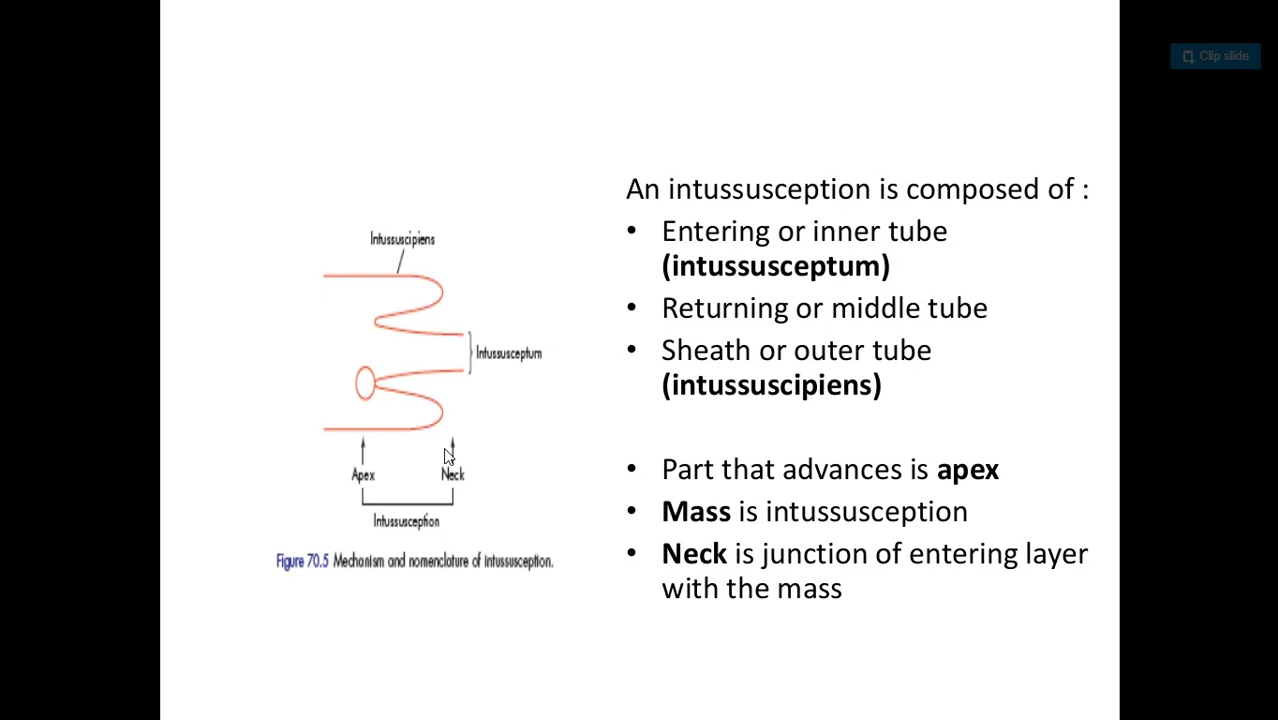 Clip slide
An intussusception is composed of :
• Entering or inner tube
(intussusceptum)
• Returning or middle tube
• Sheath or outer tube
(intussuscipiens)
• Part that advances is apex
• Mass is intussusception
• Neck is junction of entering layer
with the mass
Intussuscipiens
Intussusceptum
Apex
Neck
Intussusception
Figure 70.5 Mechanism and nomenclature of intussusception.